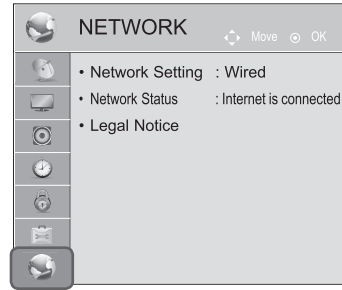 NETWORK Move OK
• Network Setting : Wired
• Network Status : Internet is connected
• Legal Notice